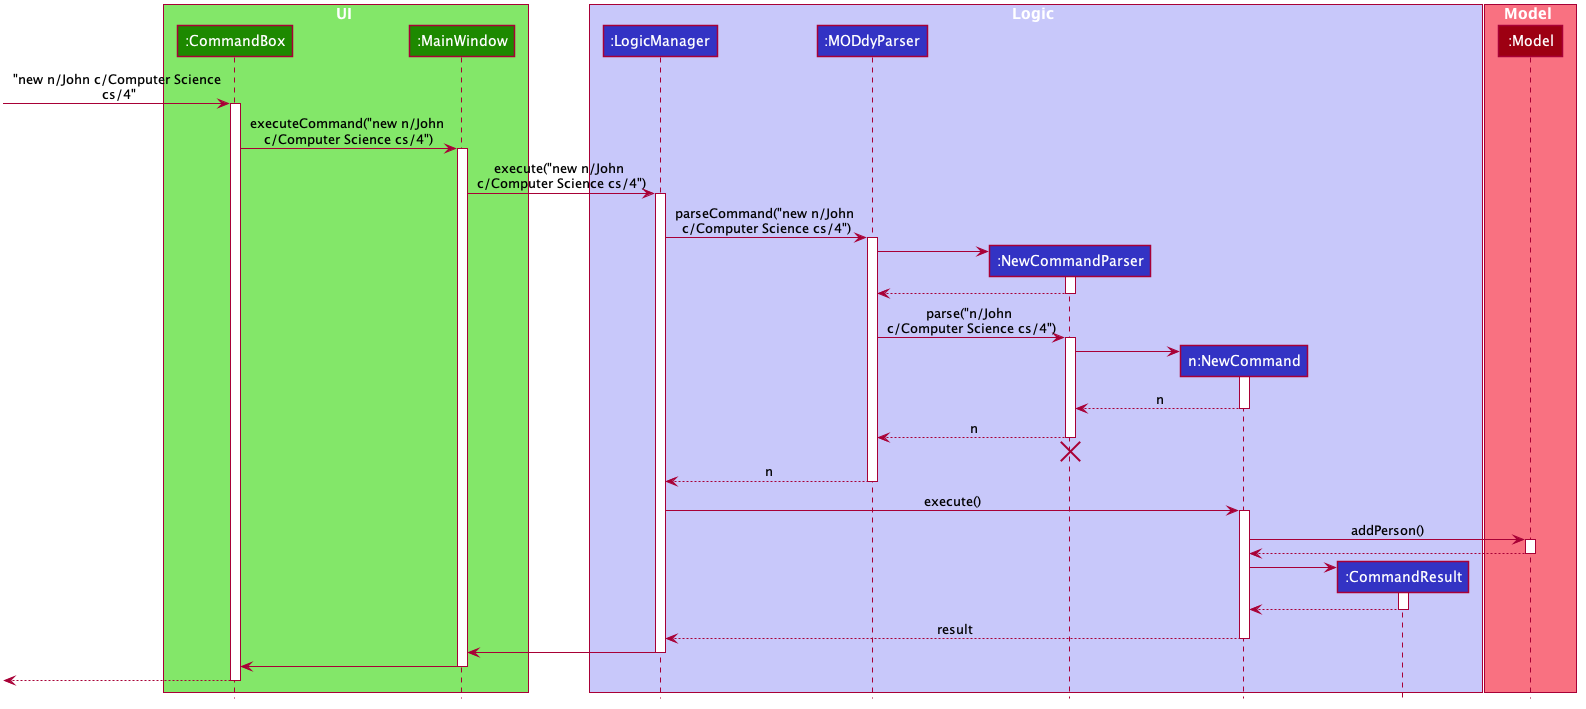 UI
Logic
Model
:CommandBox
:MainWindow
:LogicManager
:MODdyParser
:Model
"new n/John c/Computer Science
cs/4"
executeCommand("new n/John
c/Computer Science cs/4")
execute("new n/John
c/Computer Science cs/4")
parseCommand("new n/John
c/Computer Science cs/4")
:NewCommandParser
parse("n/John
c/Computer Science cs/4")
n:NewCommand
n
n
n
execute()
addPerson()
:CommandResult
result